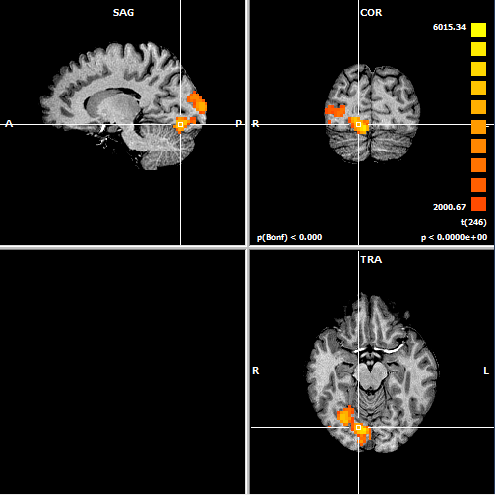 SAG
A
P
COR
6015.34
R
2000.67
t(246)
p(Bonf) < 0.000
p < 0.0000e+00
TRA
R
L